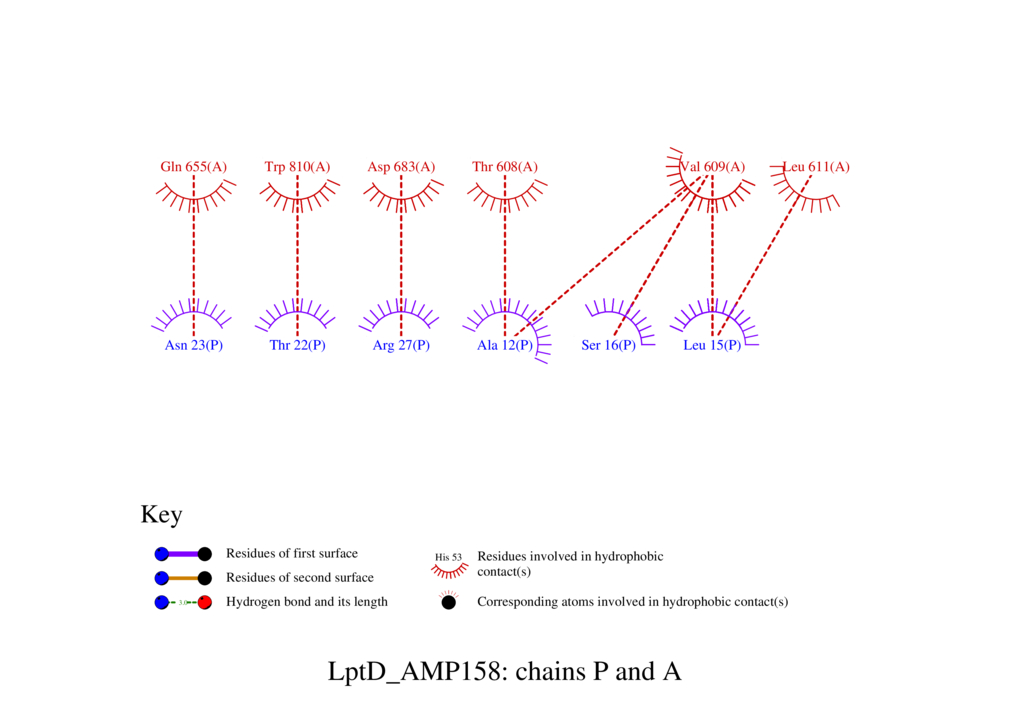 Gln 655(A) Trp 810(A) Asp 683(A) Thr 608(A) Val 609(A) Leu 611(A)
Asn 23(P) Thr 22(P) Arg 27(P) Ala 12(P) Ser 16(P) Leu 15(P)
Key
Residues of first surface
Residues of second surface
3.0
Hydrogen bond and its length
His 53
Residues involved in hydrophobic
contact(s)
Corresponding atoms involved in hydrophobic contact(s)
LptD_AMP158: chains P and A